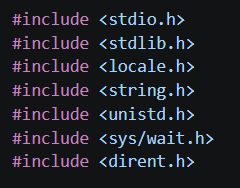 #include <stdio.h>
#include <stdlib.h>
#include <locale.h>
#include <string.h>
#include <unistd.h>
#include <sys/wait.h>
#include <dirent.h>